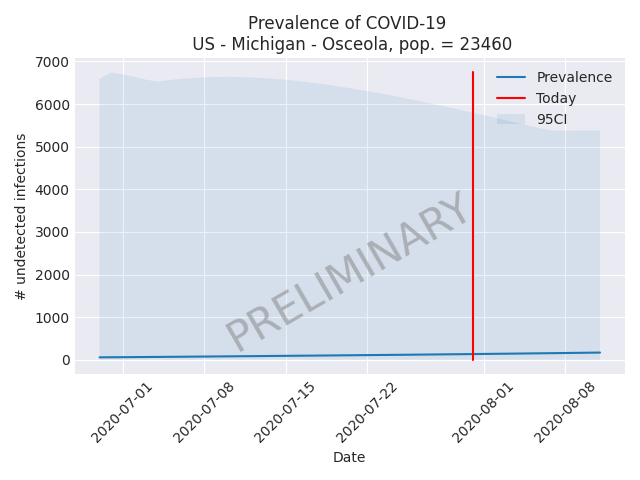 Prevalence of COVID-19
US - Michigan - Osceola, pop. = 23460
7000
6000
5000
4000
3000
2000
1000
0
# undetected infections
Prevalence
Today
95CI
PRELIMINARY
2020-07-01
2020-07-08
2020-07-15
2020-07-22
2020-08-01
2020-08-08
Date